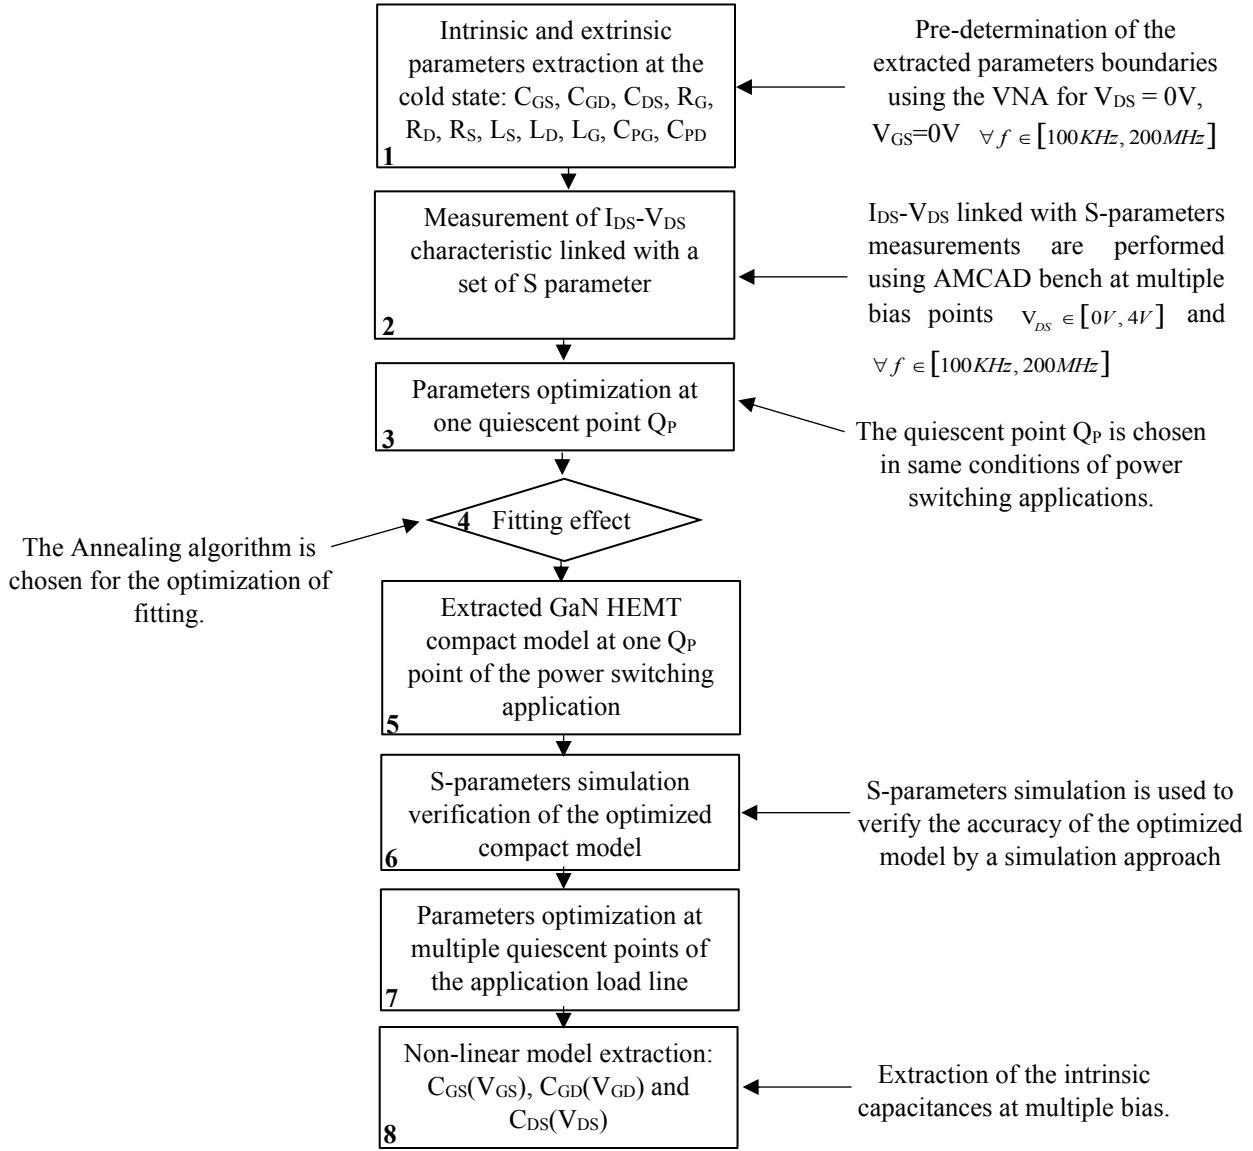 Intrinsic and extrinsic
parameters extraction at the
cold state: CGS, CGD, CDS, RG,
RD, RS, LS, LD, LG, CPG, CPD
1
Pre-determination of the
extracted parameters boundaries
using the VNA for VDS = 0V,
VGS=0V ∀ f ∈ [100KHz, 200MHz]
Measurement of IDS-VDS
characteristic linked with a
set of S parameter
2
IDS-VDS linked with S-parameters
measurements are performed
using AMCAD bench at multiple
bias points VDS ∈ [0V, 4V] and
∀ f ∈ [100KHz, 200MHz]
Parameters optimization at
one quiescent point QP
3
The quiescent point QP is chosen
in same conditions of power
switching applications.
4 Fitting effect
The Annealing algorithm is
chosen for the optimization of
fitting.
Extracted GaN HEMT
compact model at one QP
point of the power switching
application
5
S-parameters simulation
verification of the optimized
compact model
6
S-parameters simulation is used to
verify the accuracy of the optimized
model by a simulation approach
Parameters optimization at
multiple quiescent points of
the application load line
7
Non-linear model extraction:
CGS(VGS), CGD(VGD) and
CDS(VDS)
8
Extraction of the intrinsic
capacitances at multiple bias.